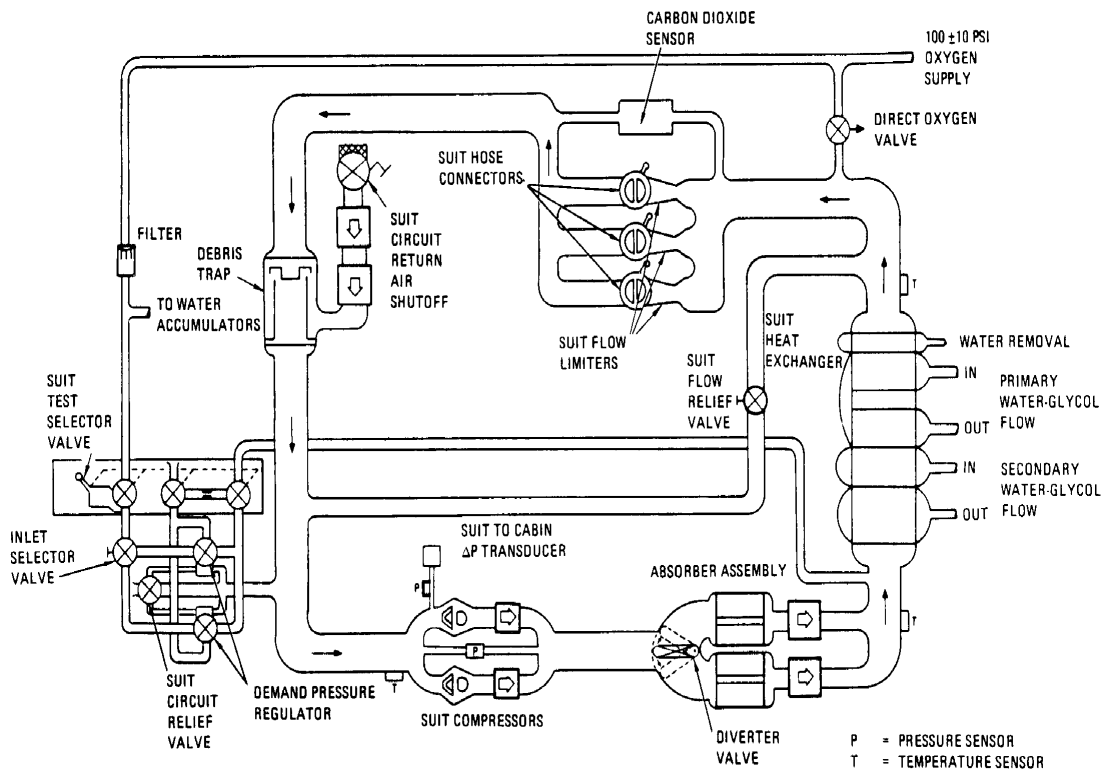 CARBON DIOXIDE
SENSOR
100 ±10 PSI
OXYGEN
SUPPLY
DIRECT OXYGEN
VALVE
SUIT HOSE
CONNECTORS
SUIT
CIRCUIT
RETURN
AIR
SHUTOFF
FILTER
DEBRIS
TRAP
TO WATER
ACCUMULATORS
SUIT FLOW
LIMITERS
SUIT
HEAT
EXCHANGER
T
WATER REMOVAL
IN
PRIMARY
WATER-GLYCOL
FLOW
OUT
IN
SECONDARY
WATER-GLYCOL
FLOW
OUT
SUIT
FLOW
RELIEF
VALVE
SUIT
TEST
SELECTOR
VALVE
INLET
SELECTOR
VALVE
SUIT TO CABIN
ΔP TRANSDUCER
P
P
T
SUIT COMPRESSORS
ABSORBER ASSEMBLY
T
SUIT
CIRCUIT
RELIEF
VALVE
DEMAND PRESSURE
REGULATOR
DIVERTER
VALVE
P = PRESSURE SENSOR
T = TEMPERATURE SENSOR